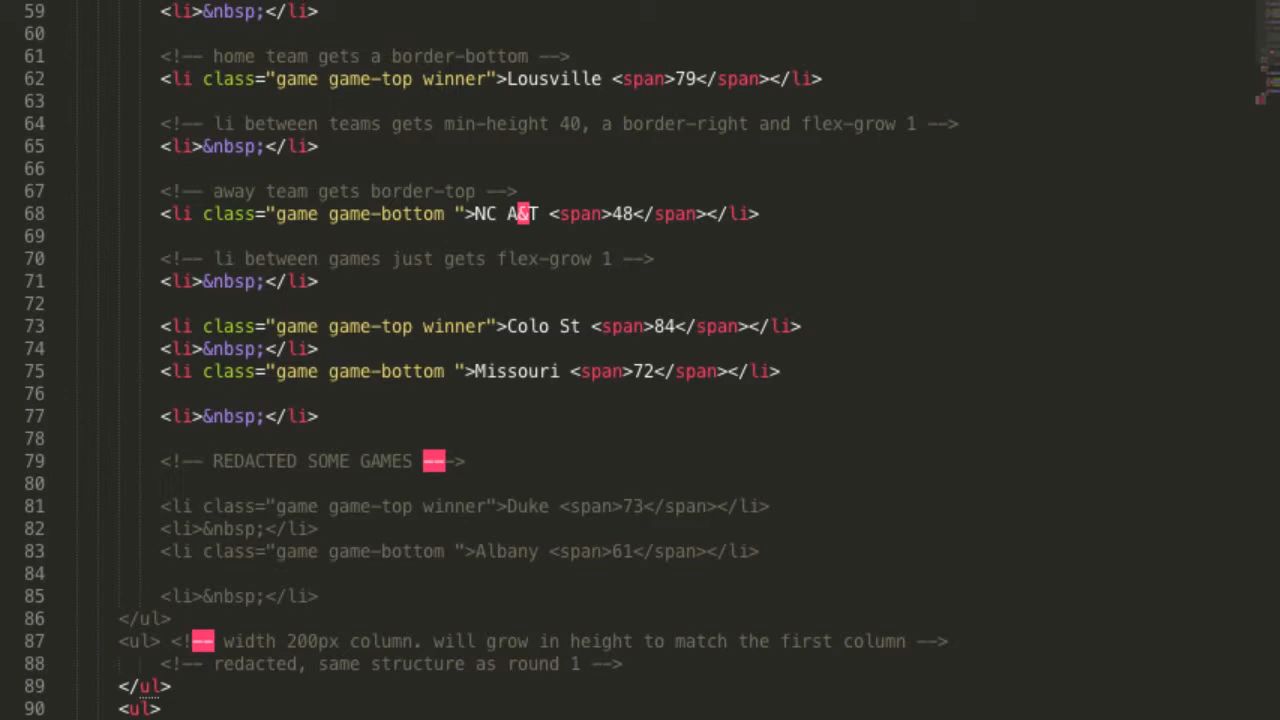 59 <li>&nbsp;</li>
60
61 <!-- home team gets a border-bottom -->
62 <li class="game game-top winner">Lousville <span>79</span></li>
63
64 <!-- li between teams gets min-height 40, a border-right and flex-grow 1 -->
65 <li>&nbsp;</li>
66
67 <!-- away team gets border-top -->
68 <li class="game game-bottom ">NC A&T <span>48</span></li>
69
70 <!-- li between games just gets flex-grow 1 -->
71 <li>&nbsp;</li>
72
73 <li class="game game-top winner">Colo St <span>84</span></li>
74 <li>&nbsp;</li>
75 <li class="game game-bottom ">Missouri <span>72</span></li>
76
77 <li>&nbsp;</li>
78
79 <!-- REDACTED SOME GAMES ---->
80
81 <li class="game game-top winner">Duke <span>73</span></li>
82 <li>&nbsp;</li>
83 <li class="game game-bottom ">Albany <span>61</span></li>
84
85 <li>&nbsp;</li>
86 </ul>
87 <ul> <!-- width 200px column. will grow in height to match the first column -->
88 <!-- redacted, same structure as round 1 -->
89 </ul>
90 <ul>